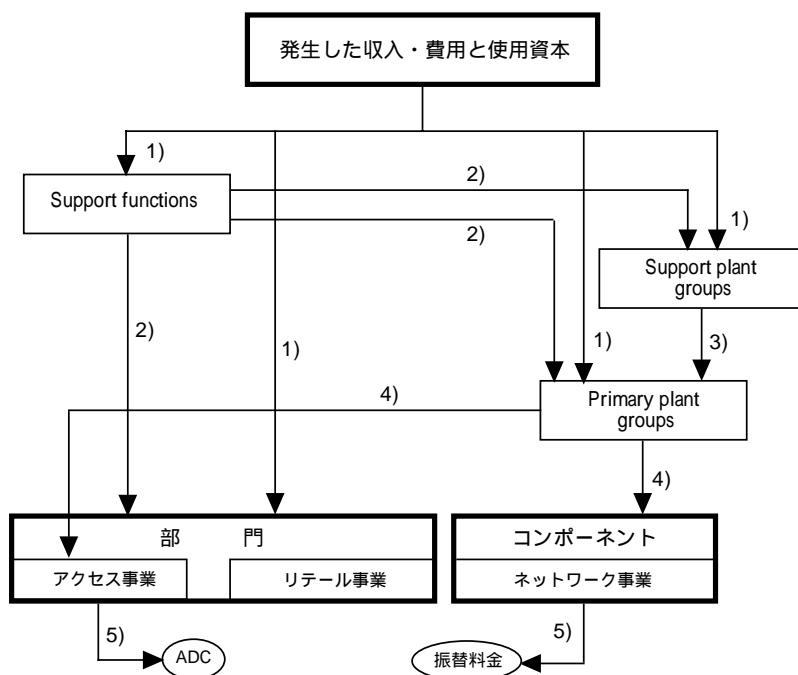 発生した収入・費用と使用資本
1)
Support functions
2)
2)
1)
Support plant
groups
2)
1)
1)
3)
4)
Primary plant
groups
4)
部　門
コンポーネント
アクセス事業
リテール事業
ネットワーク事業
5)
ADC
5)
振替料金